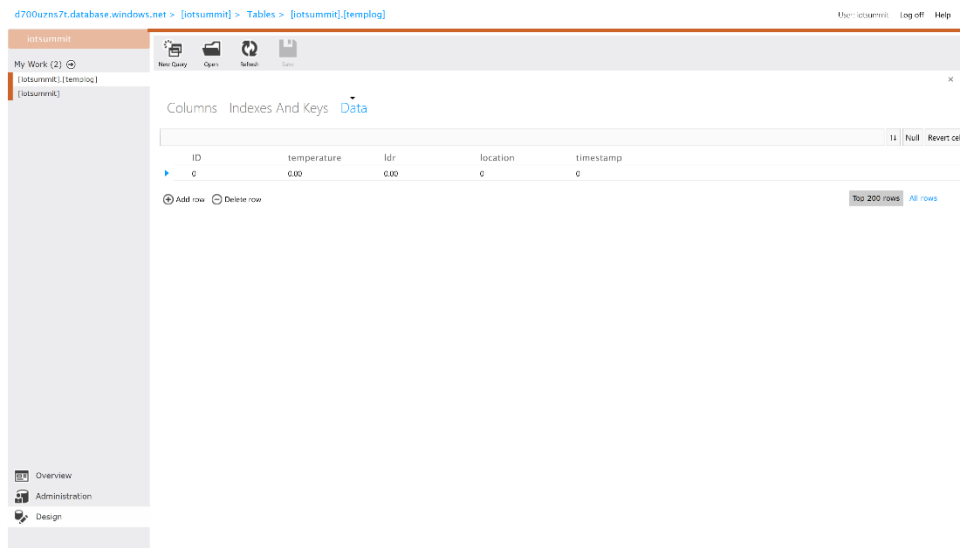 d700uzns7t.database.windows.net > [iotsummit] > Tables > [iotsummit].[templog]
User: iotsummit Log off Help
iotsummit
My Work (2)
[iotsummit].[templog]
[iotsummit]
New Query Open Refresh Save
Columns Indexes And Keys Data
Null Revert cel
ID temperature ldr location timestamp
0 0.00 0.00 0 0
Add row Delete row
Top 200 rows All rows
Overview
Administration
Design